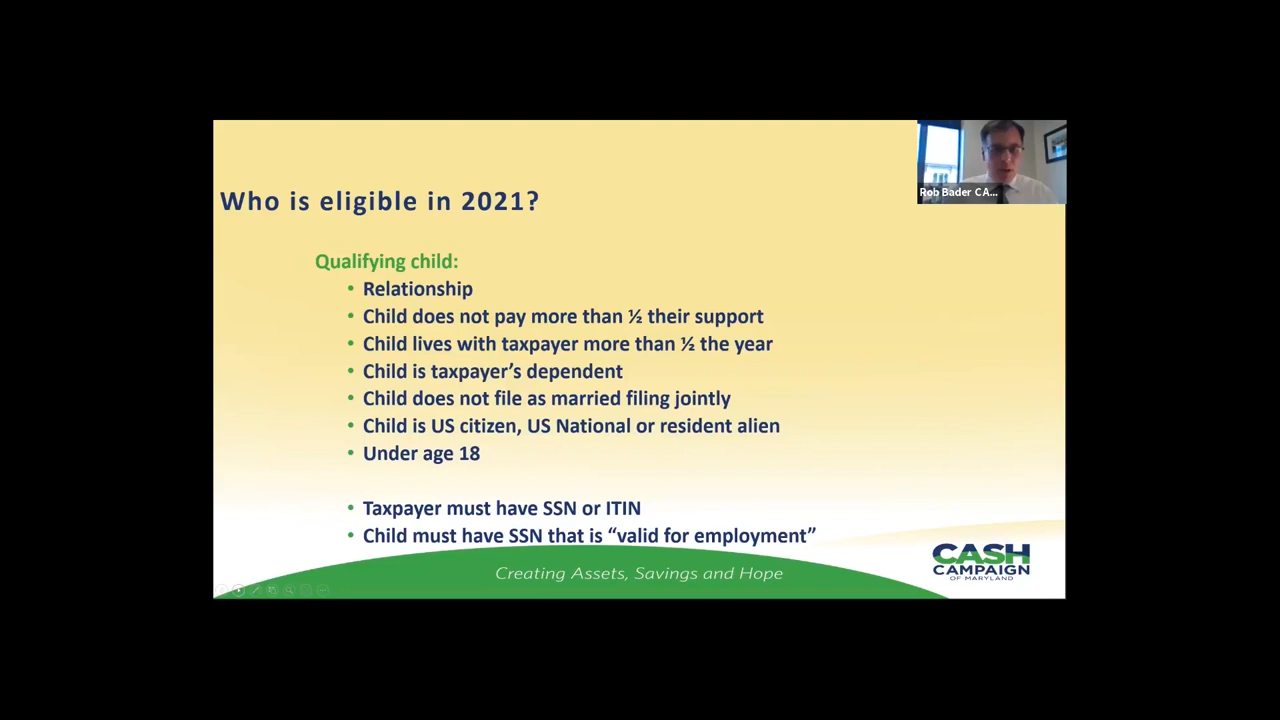 Rob Bader CA...
Who is eligible in 2021?
Qualifying child:
• Relationship
• Child does not pay more than ½ their support
• Child lives with taxpayer more than ½ the year
• Child is taxpayer’s dependent
• Child does not file as married filing jointly
• Child is US citizen, US National or resident alien
• Under age 18
• Taxpayer must have SSN or ITIN
• Child must have SSN that is “valid for employment”
Creating Assets, Savings and Hope
CASH
CAMPAIGN
OF MARYLAND